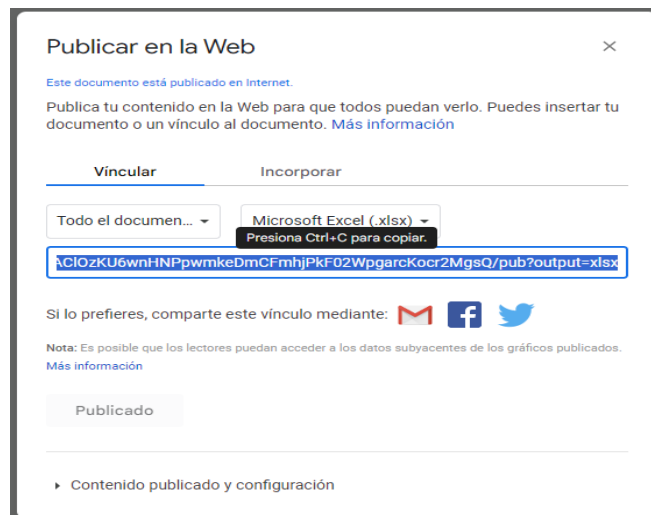 Publicar en la Web
Este documento está publicado en Internet.
Publica tu contenido en la Web para que todos puedan verlo. Puedes insertar tu
documento o un vínculo al documento. Más información
Víncular
Incorporar
Todo el documen...
Microsoft Excel (.xlsx)
Presiona Ctrl+C para copiar.
AClOzKU6wnHNPpwmkeDmCFmhjPkF02WpgarcKocr2MgsQ/pub?output=xlsx
Si lo prefieres, comparte este vínculo mediante:
Nota: Es posible que los lectores puedan acceder a los datos subyacentes de los gráficos publicados.
Más información
Publicado
Contenido publicado y configuración